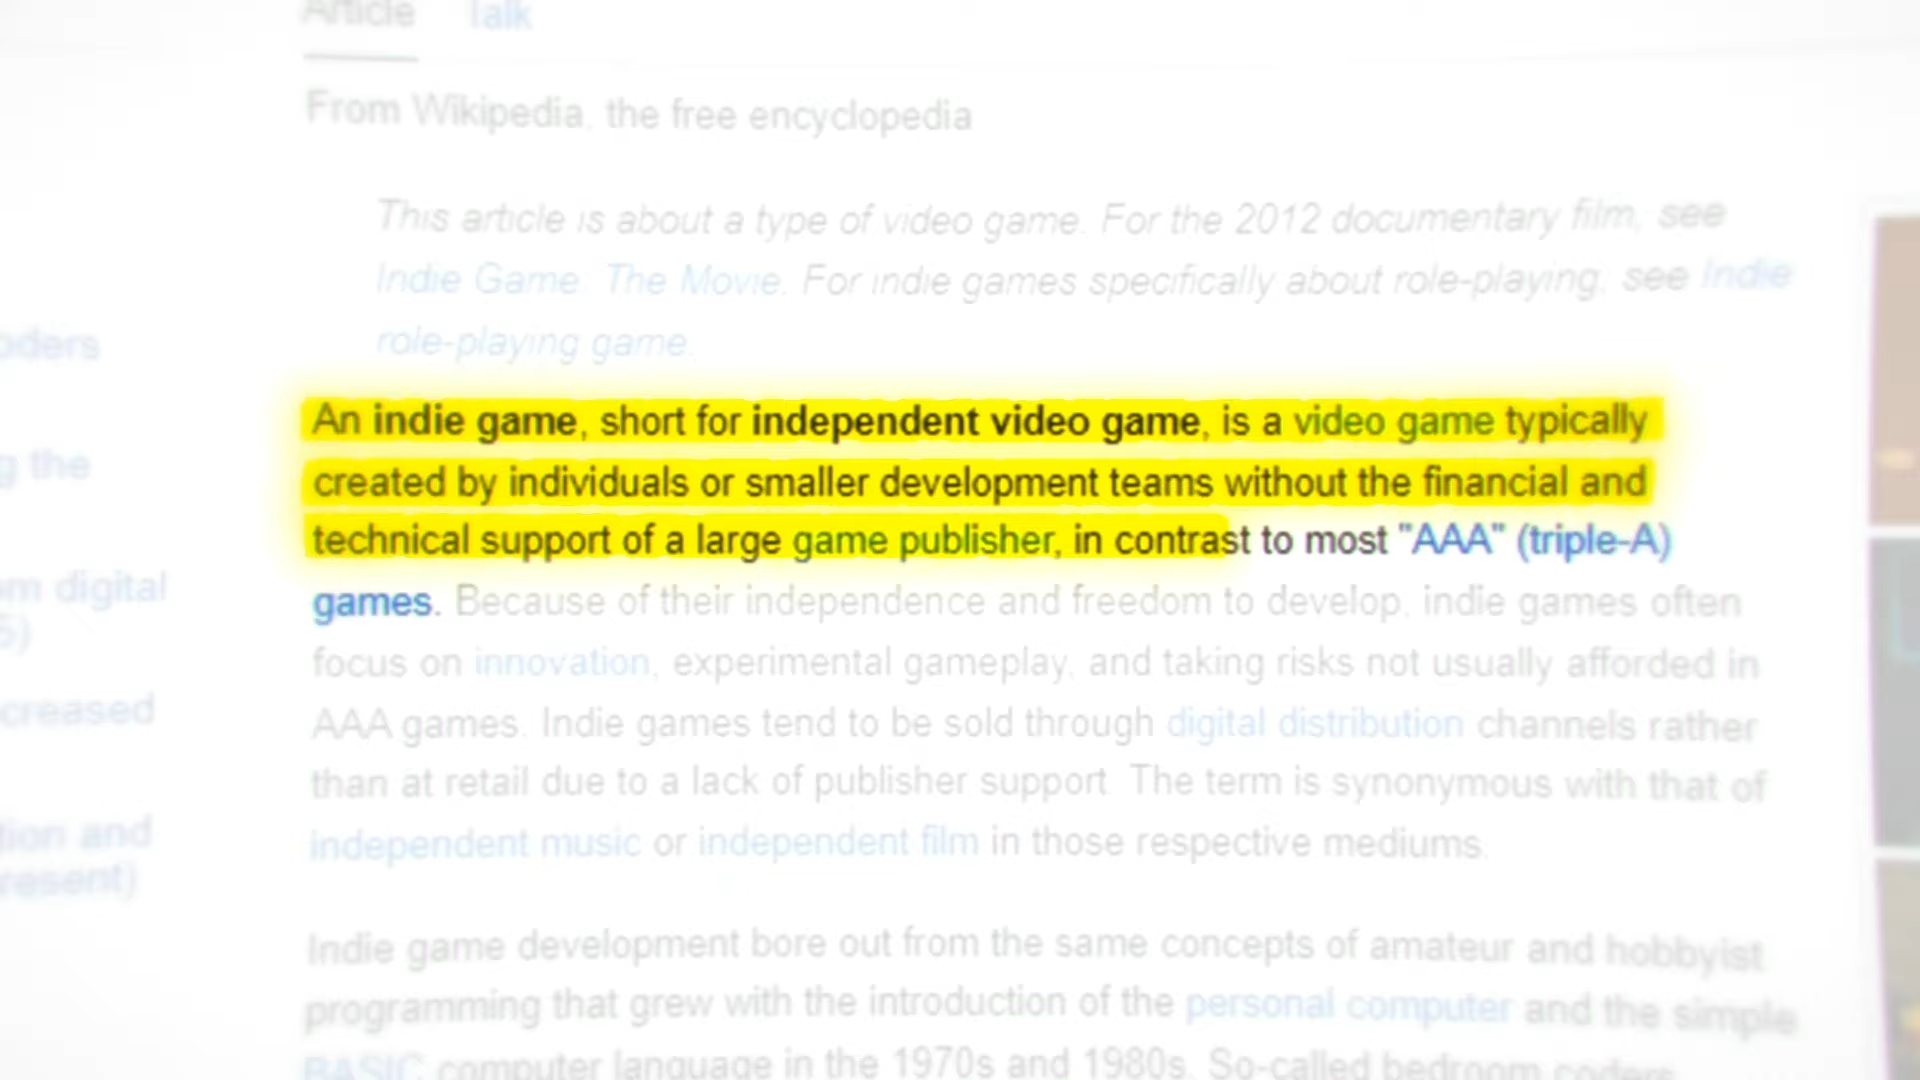 Article Talk
From Wikipedia, the free encyclopedia
This article is about a type of video game. For the 2012 documentary film, see
Indie Game: The Movie. For indie games specifically about role-playing, see Indie
role-playing game.
oders
An indie game, short for independent video game, is a video game typically
g the
created by individuals or smaller development teams without the financial and
technical support of a large game publisher, in contrast to most "AAA" (triple-A)
om digital
games. Because of their independence and freedom to develop, indie games often
5)
focus on innovation, experimental gameplay, and taking risks not usually afforded in
creased
AAA games. Indie games tend to be sold through digital distribution channels rather
than at retail due to a lack of publisher support. The term is synonymous with that of
tion and
independent music or independent film in those respective mediums.
resent)
Indie game development bore out from the same concepts of amateur and hobbyist
programming that grew with the introduction of the personal computer and the simple
BASIC computer language in the 1970s and 1980s. So-called bedroom coders